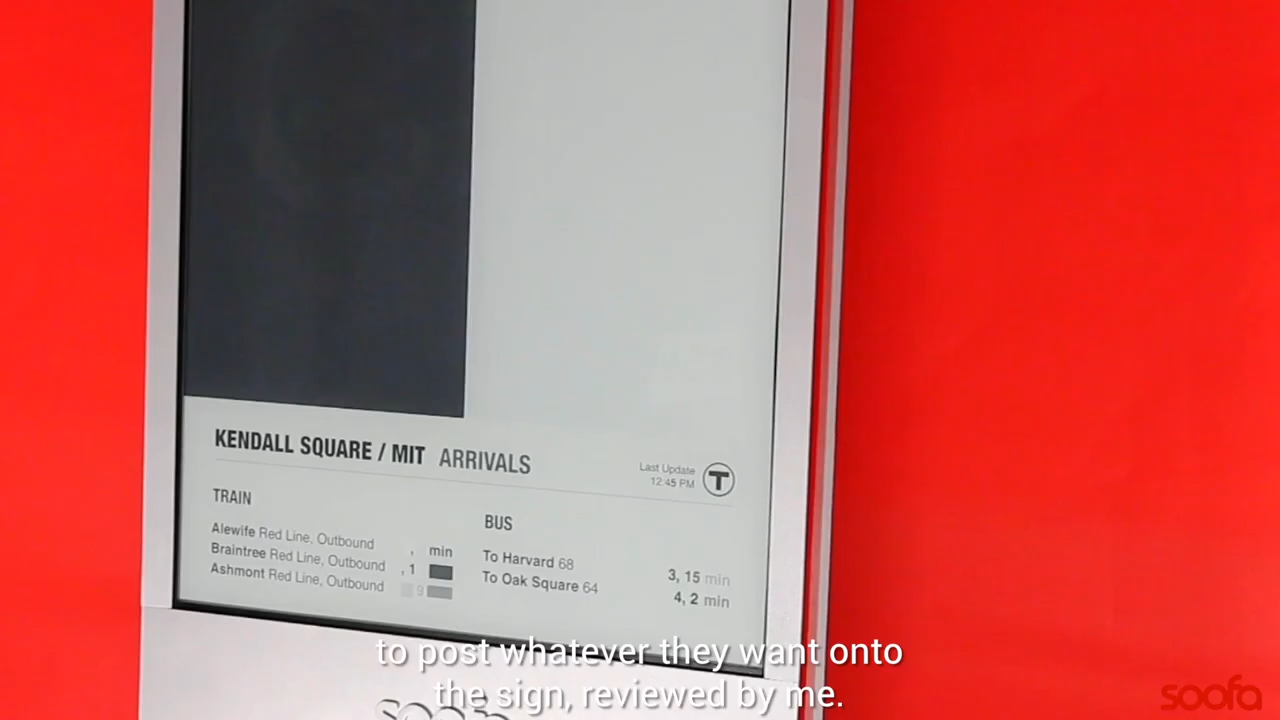 KENDALL SQUARE / MIT ARRIVALS
Last Update
12:45 PM
T
TRAIN
Alewife Red Line, Outbound , min
Braintree Red Line, Outbound , 1
Ashmont Red Line, Outbound 9
BUS
To Harvard 68 3, 15 min
To Oak Square 64 4, 2 min
to post whatever they want onto
the sign, reviewed by me.
soofa
soofa